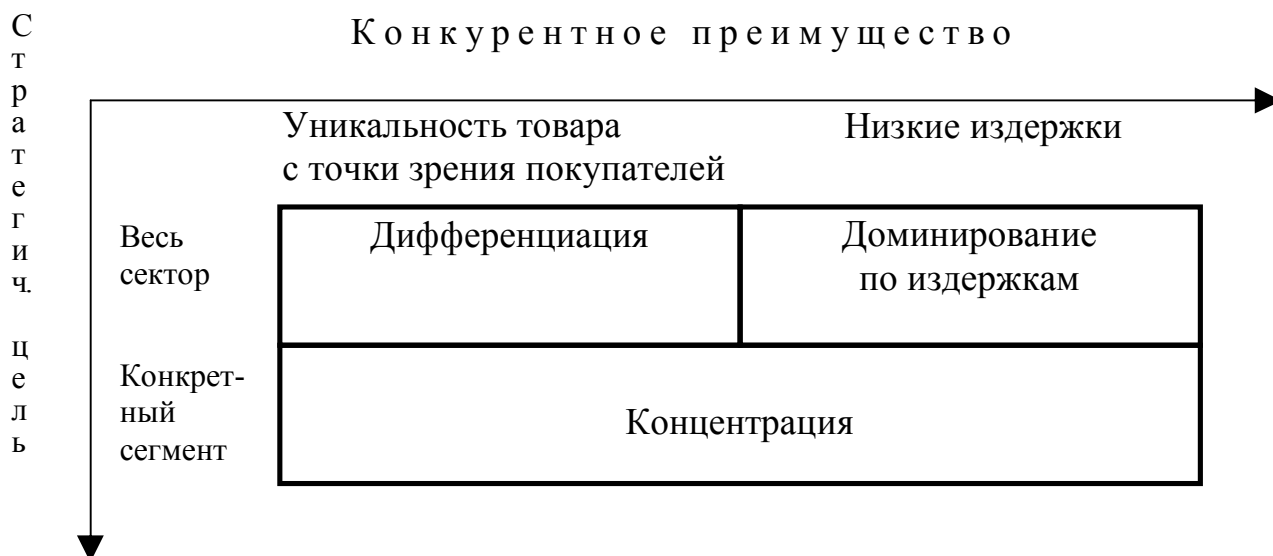 Стратегич. цель
Конкурентное преимущество
Уникальность товара
с точки зрения покупателей
Низкие издержки
Весь
сектор
Дифференциация
Доминирование
по издержкам
Конкрет-
ный
сегмент
Концентрация